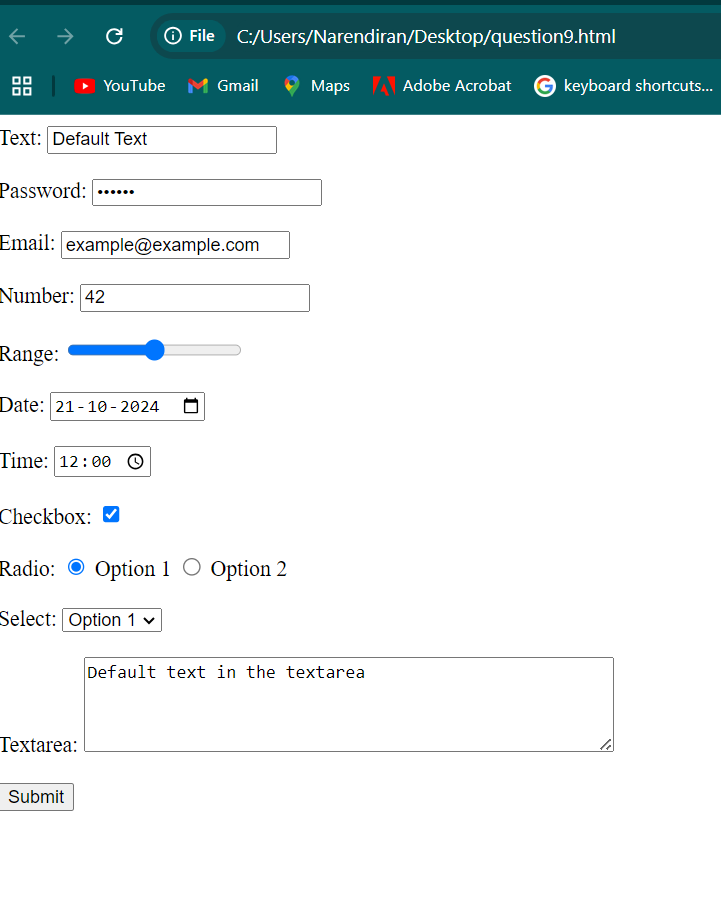 File C:/Users/Narendiran/Desktop/question9.html
YouTube Gmail Maps Adobe Acrobat keyboard shortcuts...
Text: Default Text
Password: ••••••
Email: example@example.com
Number: 42
Range:
Date: 21-10-2024
Time: 12:00
Checkbox:
Radio: Option 1 Option 2
Select: Option 1
Default text in the textarea
Textarea:
Submit